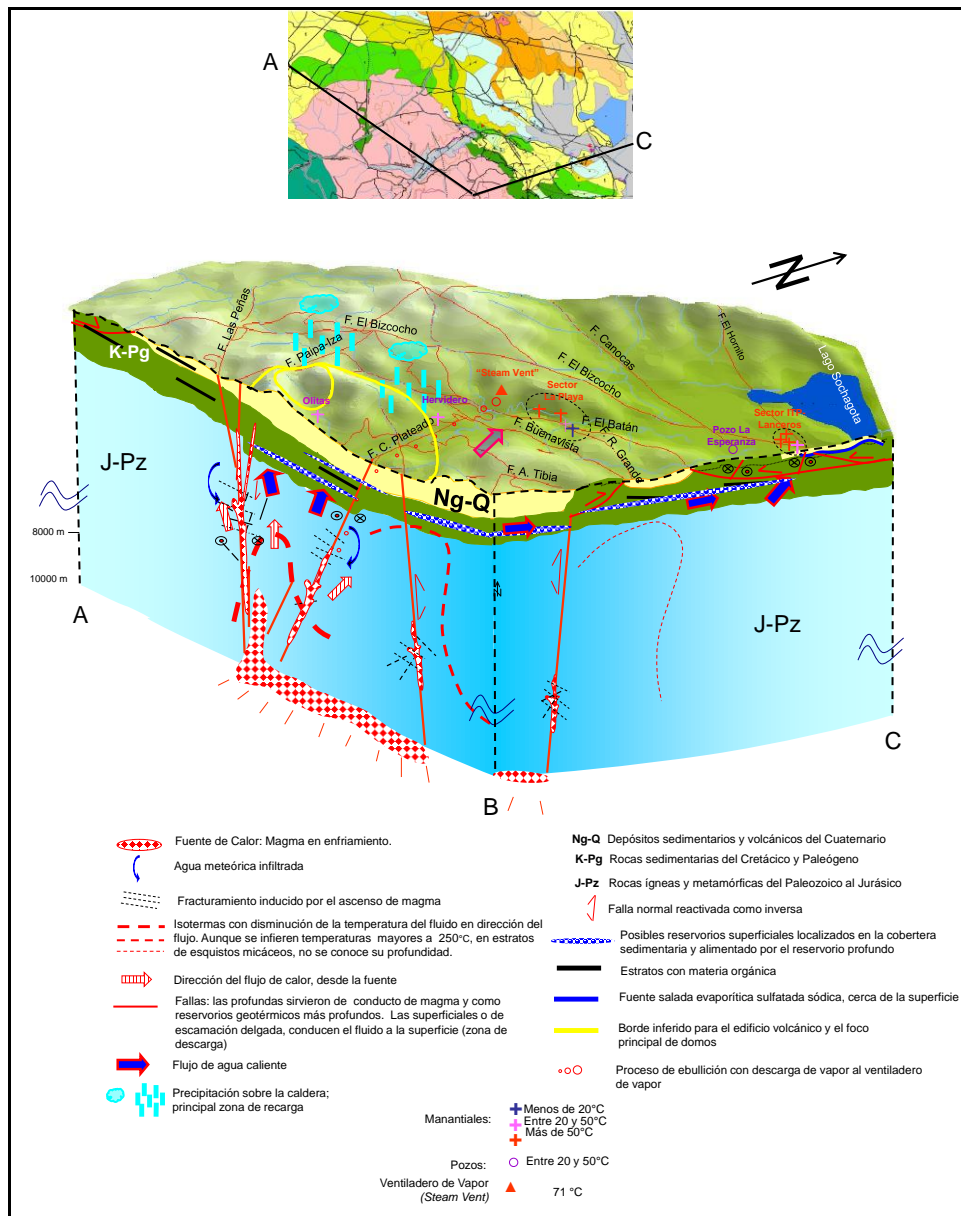 A
C
N
F. Las Peñas
F. El Bizcocho
F. Paipa-Iza
F. Canocas
F.El Hornillo
K-Pg
F. El Bizcocho
Lago Sochagota
"Steam Vent"
Sector
La Playa
Olitas
Hervidero
Sector ITP
Lanceros
Pozo La
Esperanza
F. C. Plateado
F. Buenavista
F. El Batán
F. R. Grande
F. A. Tibia
J-Pz
Ng-Q
8000 m
10000 m
A
J-Pz
C
B
Fuente de Calor: Magma en enfriamiento.
Agua meteórica infiltrada
Fracturamiento inducido por el ascenso de magma
Isotermas con disminución de la temperatura del fluido en dirección del
flujo. Aunque se infieren temperaturas mayores a 250°C, en estratos
de esquistos micáceos, no se conoce su profundidad.
Dirección del flujo de calor, desde la fuente
Fallas: las profundas sirvieron de conducto de magma y como
reservorios geotérmicos más profundos. Las superficiales o de
escamación delgada, conducen el fluido a la superficie (zona de
descarga)
Flujo de agua caliente
Precipitación sobre la caldera;
principal zona de recarga
Ng-Q Depósitos sedimentarios y volcánicos del Cuaternario
K-Pg Rocas sedimentarias del Cretácico y Paleógeno
J-Pz Rocas ígneas y metamórficas del Paleozoico al Jurásico
Falla normal reactivada como inversa
Posibles reservorios superficiales localizados en la cobertera
sedimentaria y alimentado por el reservorio profundo
Estratos con materia orgánica
Fuente salada evaporítica sulfatada sódica, cerca de la superficie
Borde inferido para el edificio volcánico y el foco
principal de domos
Proceso de ebullición con descarga de vapor al ventiladero
de vapor
Manantiales:
Menos de 20°C
Entre 20 y 50°C
Más de 50°C
Pozos:
Entre 20 y 50°C
Ventiladero de Vapor
(Steam Vent)
71 °C